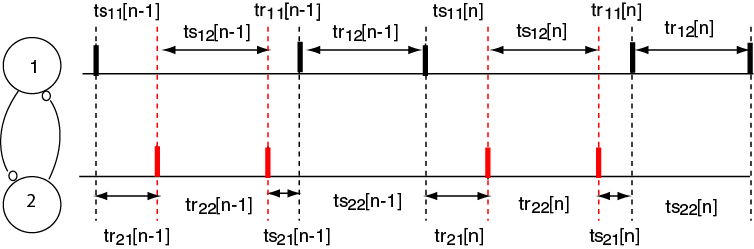 ts11[n-1] tr11[n-1] ts11[n] tr11[n]
ts12[n-1] tr12[n-1] ts12[n] tr12[n]
1
2
tr22[n-1] ts22[n-1] tr22[n] ts22[n]
tr21[n-1] ts21[n-1] tr21[n] ts21[n]